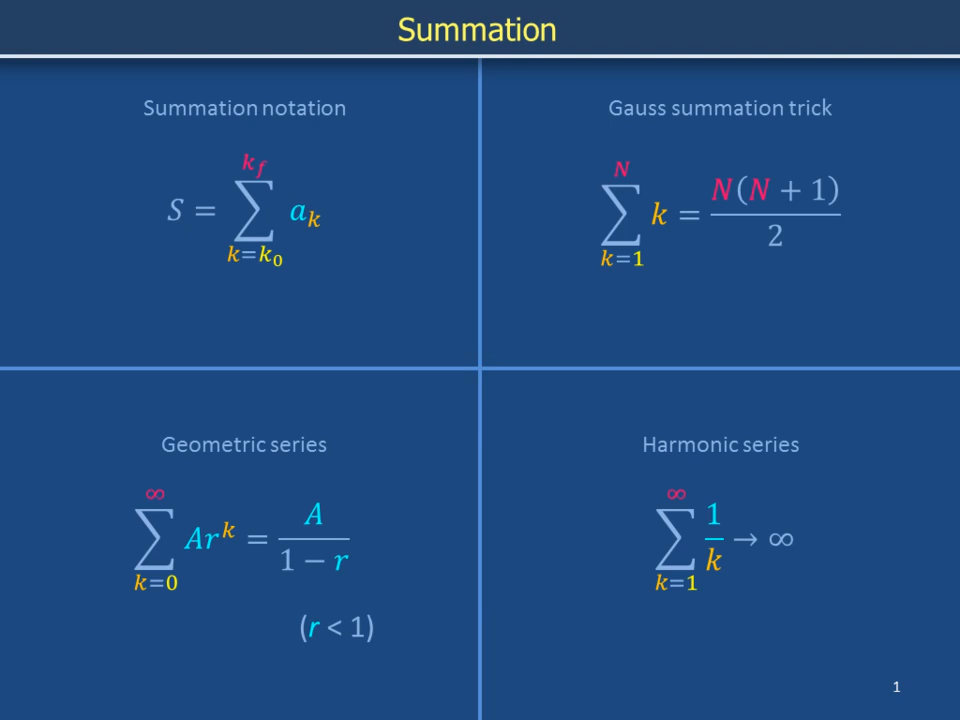 Summation
Summation notation
S = ∑_{k=k₀}^{k_f} a_k
Gauss summation trick
∑_{k=1}^{N} k = N(N + 1) / 2
Geometric series
∑_{k=0}^{∞} Ar^k = A / (1 − r)
(r < 1)
Harmonic series
∑_{k=1}^{∞} 1/k → ∞
1